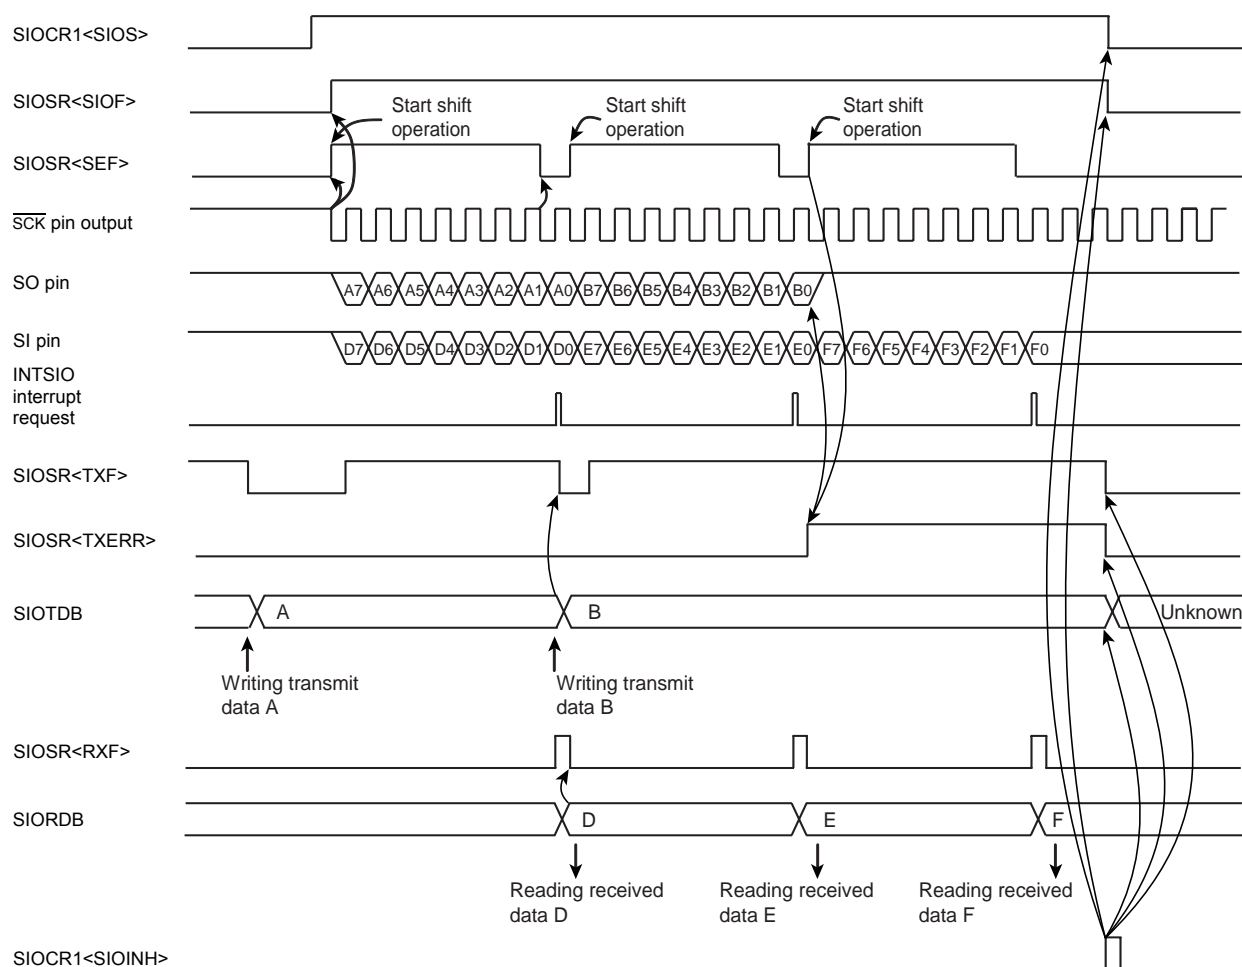 SIOCR1<SIOS>
SIOSR<SIOF>
Start shift
operation
Start shift
operation
Start shift
operation
SIOSR<SEF>
SCK pin output
SO pin
A7 A6 A5 A4 A3 A2 A1 A0 B7 B6 B5 B4 B3 B2 B1 B0
SI pin
D7 D6 D5 D4 D3 D2 D1 D0 E7 E6 E5 E4 E3 E2 E1 E0 F7 F6 F5 F4 F3 F2 F1 F0
INTSIO
interrupt
request
SIOSR<TXF>
SIOSR<TXERR>
SIOTDB
A
B
Unknown
Writing transmit
data A
Writing transmit
data B
SIOSR<RXF>
SIORDB
D
E
F
Reading received
data D
Reading received
data E
Reading received
data F
SIOCR1<SIOINH>